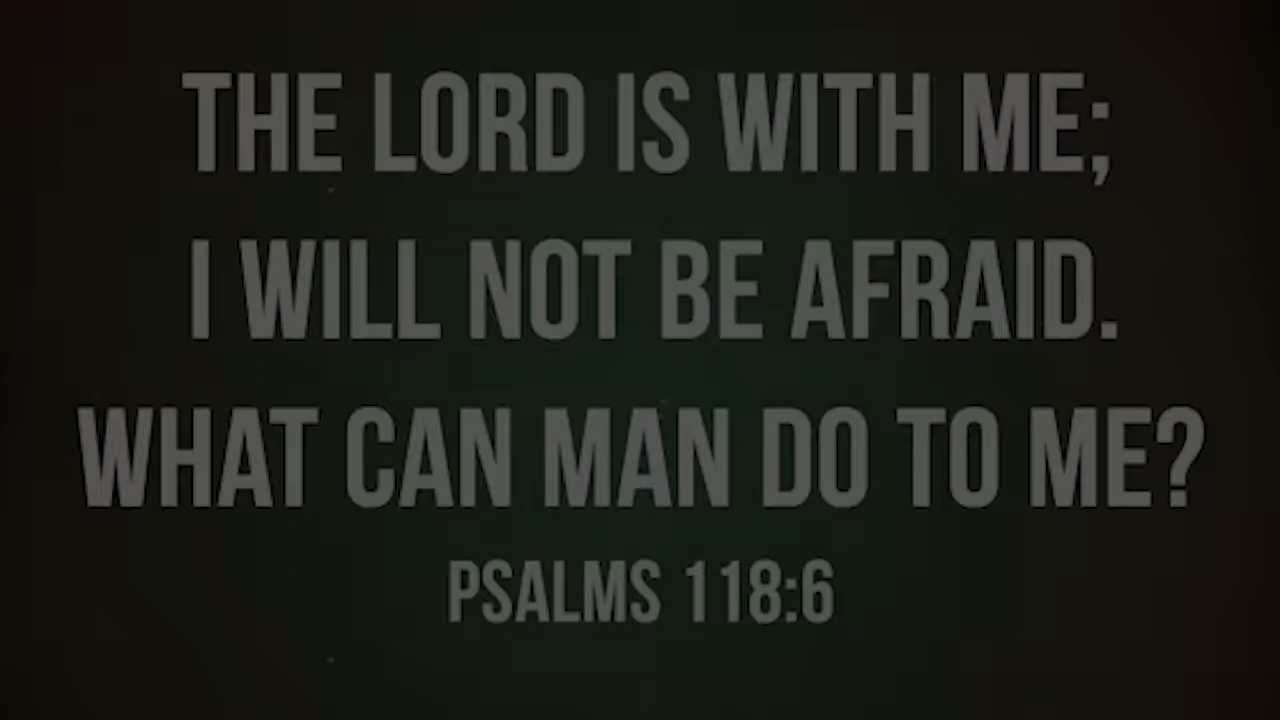 THE LORD IS WITH ME;
I WILL NOT BE AFRAID.
WHAT CAN MAN DO TO ME?
PSALMS 118:6